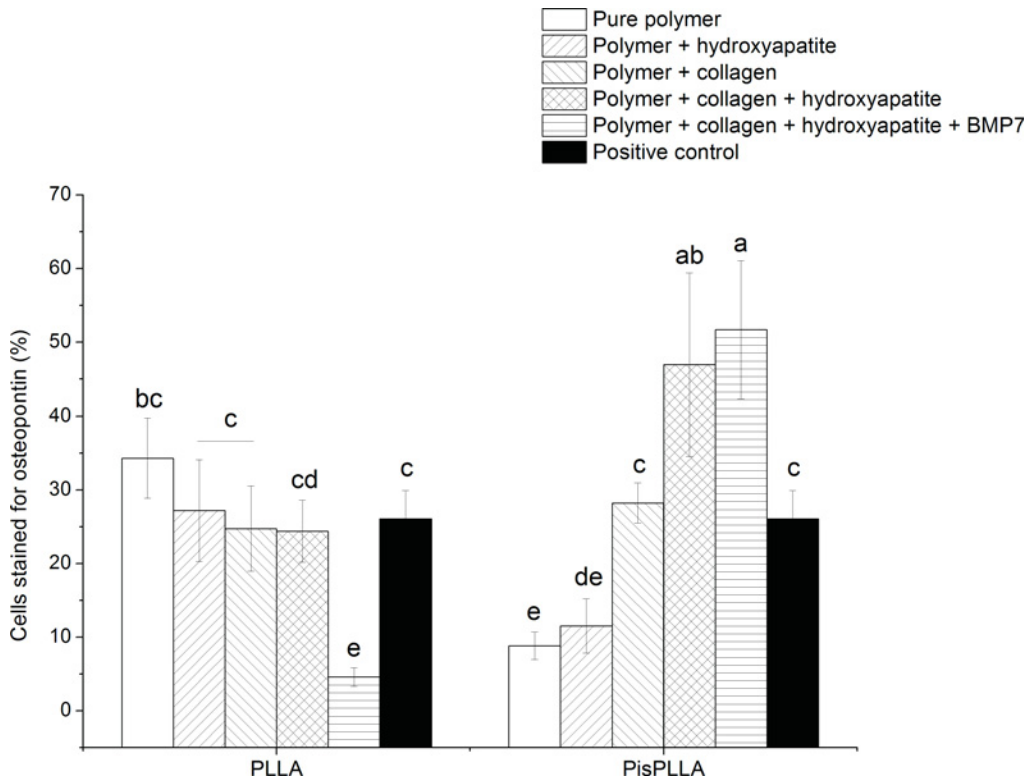 Pure polymer
Polymer + hydroxyapatite
Polymer + collagen
Polymer + collagen + hydroxyapatite
Polymer + collagen + hydroxyapatite + BMP7
Positive control
Cells stained for osteopontin (%)
70
60
50
40
30
20
10
0
bc
c
cd
e
c
e
de
c
ab
a
c
PLLA
PisPLLA